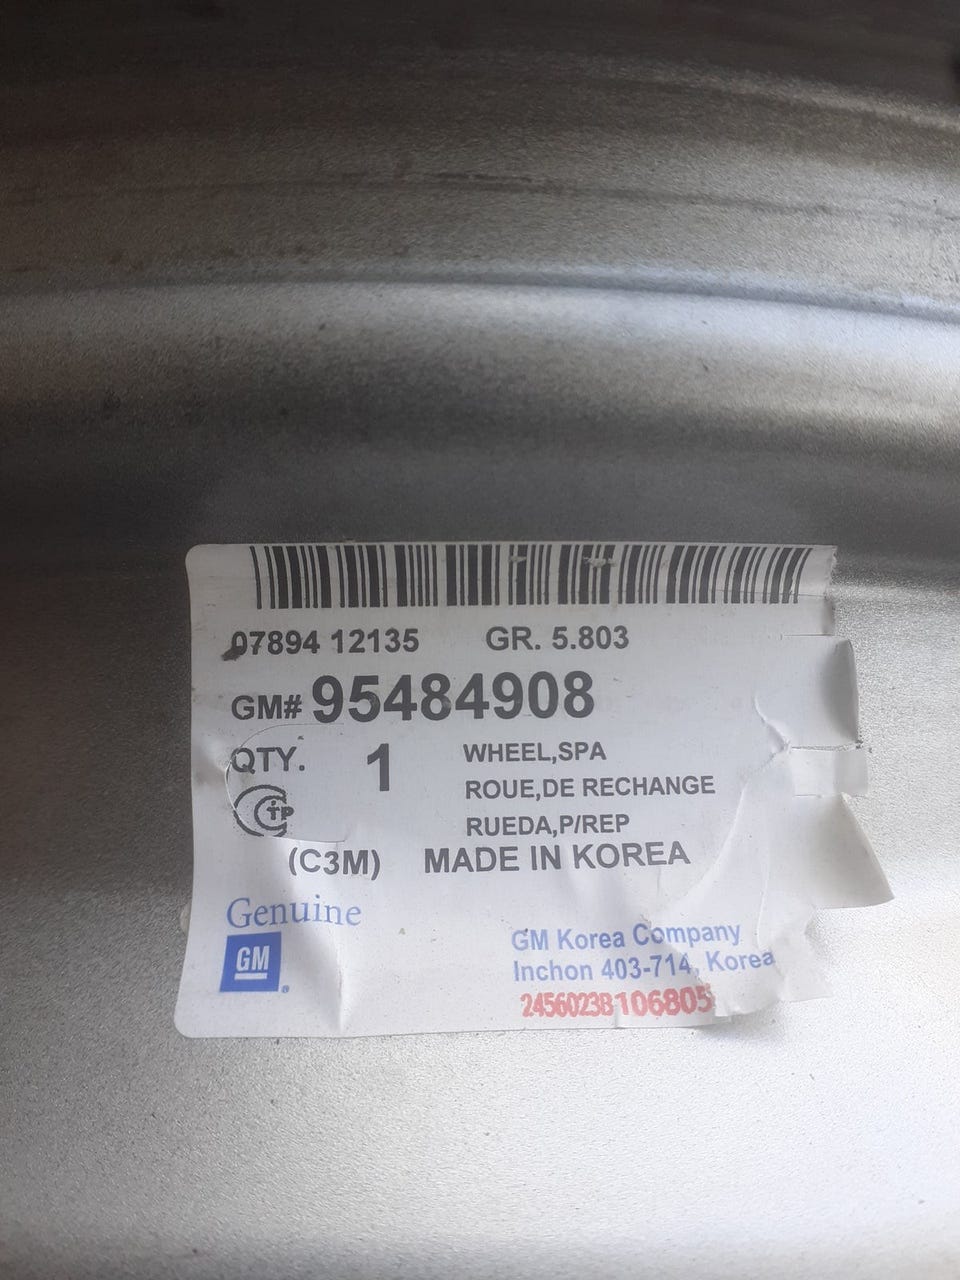 07894 12135 GR. 5.803
GM# 95484908
QTY. 1 WHEEL,SPA
ROUE,DE RECHANGE
RUEDA,P/REP
(C3M) MADE IN KOREA
Genuine
GM
GM Korea Company
Inchon 403-714, Korea
2456023B106805